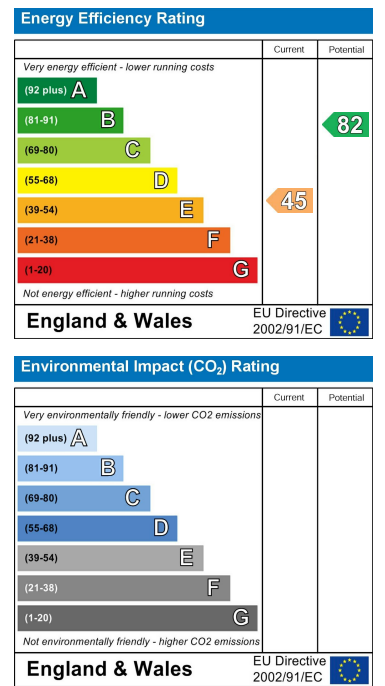 Energy Efficiency Rating
Current Potential
Very energy efficient - lower running costs
(92 plus) A
(81-91) B
82
(69-80) C
(55-68) D
(39-54) E
45
(21-38) F
(1-20) G
Not energy efficient - higher running costs
England & Wales
EU Directive
2002/91/EC
Environmental Impact (CO₂) Rating
Current Potential
Very environmentally friendly - lower CO2 emissions
(92 plus) A
(81-91) B
(69-80) C
(55-68) D
(39-54) E
(21-38) F
(1-20) G
Not environmentally friendly - higher CO2 emissions
England & Wales
EU Directive
2002/91/EC